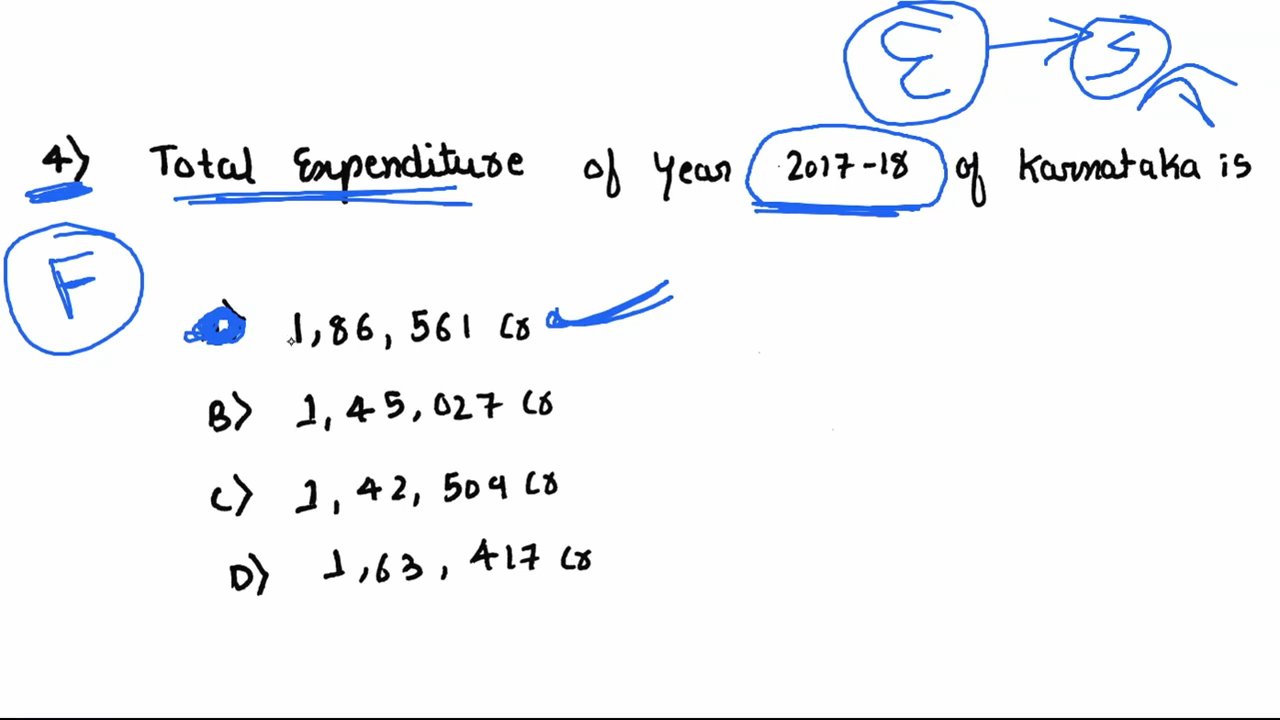 E S
4) Total Expenditure of Year 2017-18 of Karnataka is
F
1,86,561 Cr
B) 1,45,027 Cr
C) 1,42,509 Cr
D) 1,63,417 Cr